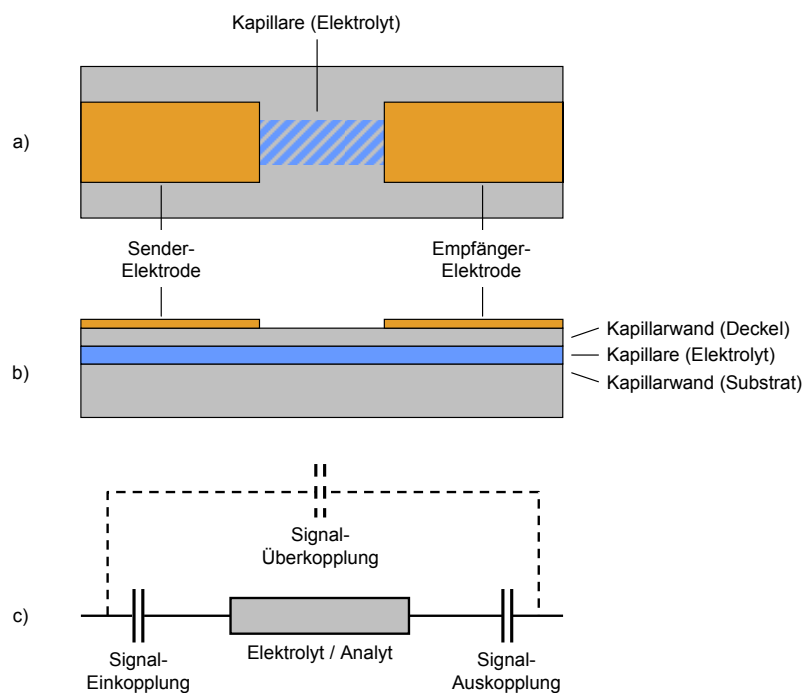 Kapillare (Elektrolyt)
a)
Sender-
Elektrode
Empfänger-
Elektrode
Kapillarwand (Deckel)
Kapillare (Elektrolyt)
b)
Kapillarwand (Substrat)
Signal-
Überkopplung
c)
Signal-
Einkopplung
Elektrolyt / Analyt
Signal-
Auskopplung